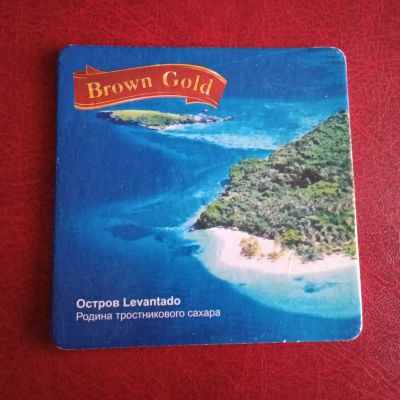 Brown Gold
Остров Levantado
Родина тростникового сахара